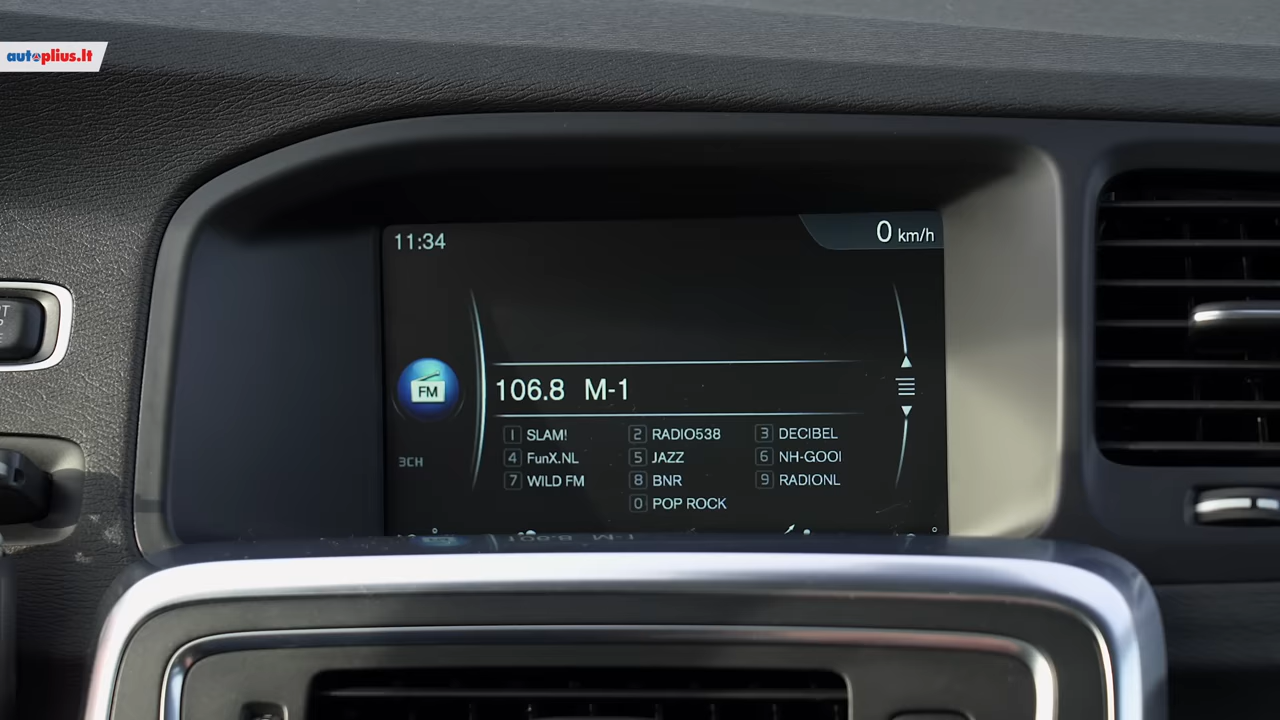 autoplius.lt
11:34
0 km/h
FM
106.8 M-1
1 SLAM! 2 RADIO538 3 DECIBEL
4 FunX.NL 5 JAZZ 6 NH-GOOI
3CH
7 WILD FM 8 BNR 9 RADIONL
0 POP ROCK